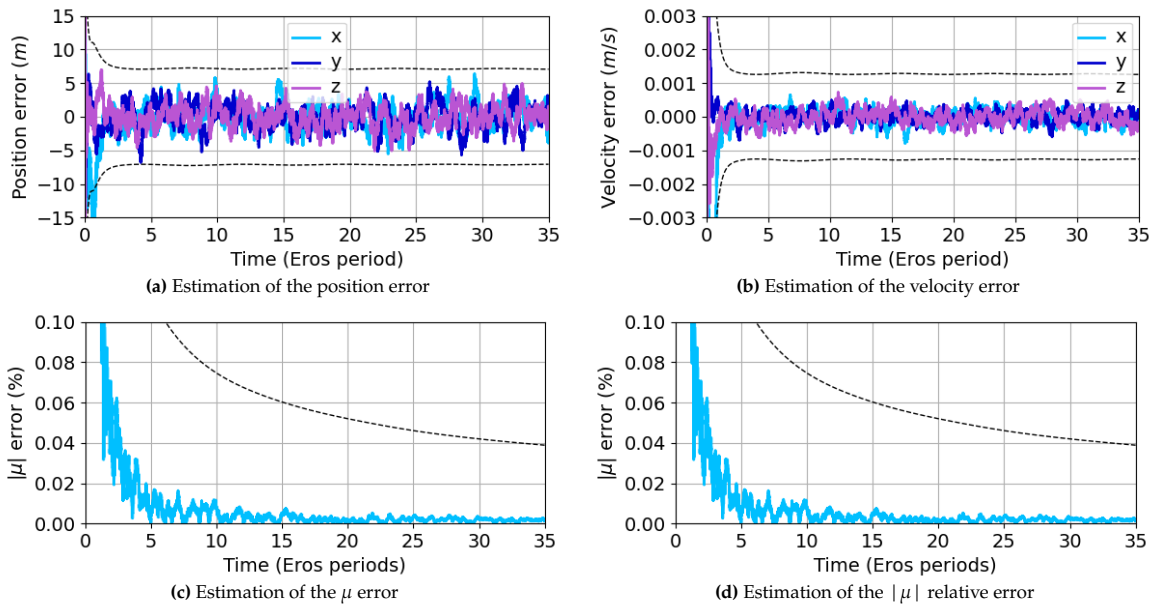 Position error (m)
15
10
5
0
−5
−10
−15
x
y
z
0 5 10 15 20 25 30 35
Time (Eros period)
(a) Estimation of the position error
Velocity error (m/s)
0.003
0.002
0.001
0.000
−0.001
−0.002
−0.003
x
y
z
0 5 10 15 20 25 30 35
Time (Eros period)
(b) Estimation of the velocity error
|μ| error (%)
0.10
0.08
0.06
0.04
0.02
0.00
0 5 10 15 20 25 30 35
Time (Eros periods)
(c) Estimation of the μ error
|μ| error (%)
0.10
0.08
0.06
0.04
0.02
0.00
0 5 10 15 20 25 30 35
Time (Eros periods)
(d) Estimation of the |μ| relative error